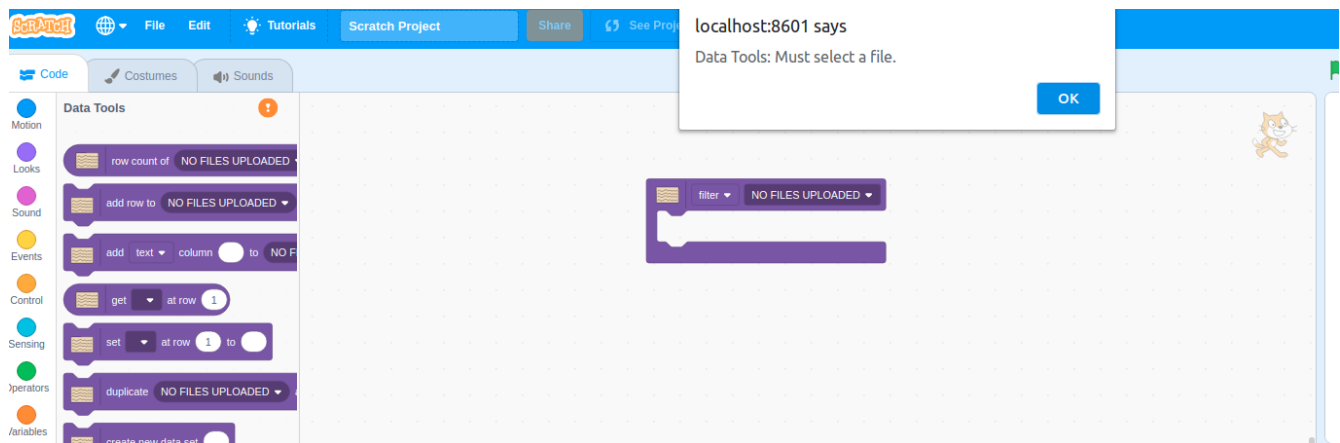 SCRATCH File Edit Tutorials Scratch Project Share See
localhost:8601 says
Data Tools: Must select a file.
OK
Code Costumes Sounds
Motion
Looks
Sound
Events
Control
Sensing
Operators
Variables
Data Tools
row count of NO FILES UPLOADED
add row to NO FILES UPLOADED
add text column to NO F
get at row 1
set at row 1 to
duplicate NO FILES UPLOADED
create new data set
filter NO FILES UPLOADED